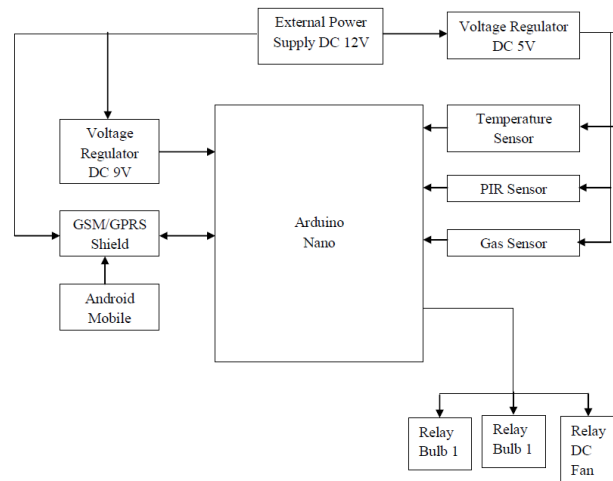 External Power
Supply DC 12V
Voltage Regulator
DC 5V
Voltage
Regulator
DC 9V
Temperature
Sensor
PIR Sensor
Arduino
Nano
GSM/GPRS
Shield
Gas Sensor
Android
Mobile
Relay
Bulb 1
Relay
Bulb 1
Relay
DC
Fan